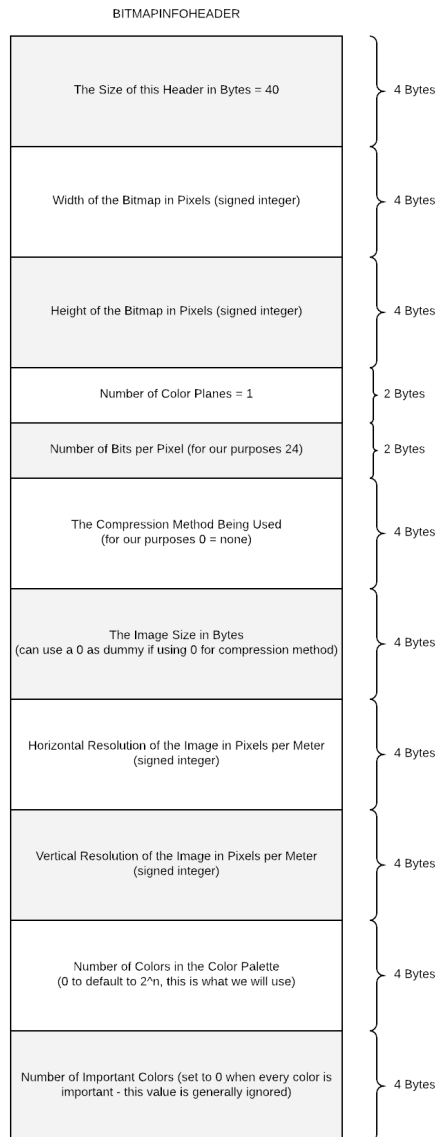 BITMAPINFOHEADER
The Size of this Header in Bytes = 40
4 Bytes
Width of the Bitmap in Pixels (signed integer)
4 Bytes
Height of the Bitmap in Pixels (signed integer)
4 Bytes
Number of Color Planes = 1
2 Bytes
Number of Bits per Pixel (for our purposes 24)
2 Bytes
The Compression Method Being Used
(for our purposes 0 = none)
4 Bytes
The Image Size in Bytes
(can use a 0 as dummy if using 0 for compression method)
4 Bytes
Horizontal Resolution of the Image in Pixels per Meter
(signed integer)
4 Bytes
Vertical Resolution of the Image in Pixels per Meter
(signed integer)
4 Bytes
Number of Colors in the Color Palette
(0 to default to 2^n, this is what we will use)
4 Bytes
Number of Important Colors (set to 0 when every color is
important - this value is generally ignored)
4 Bytes